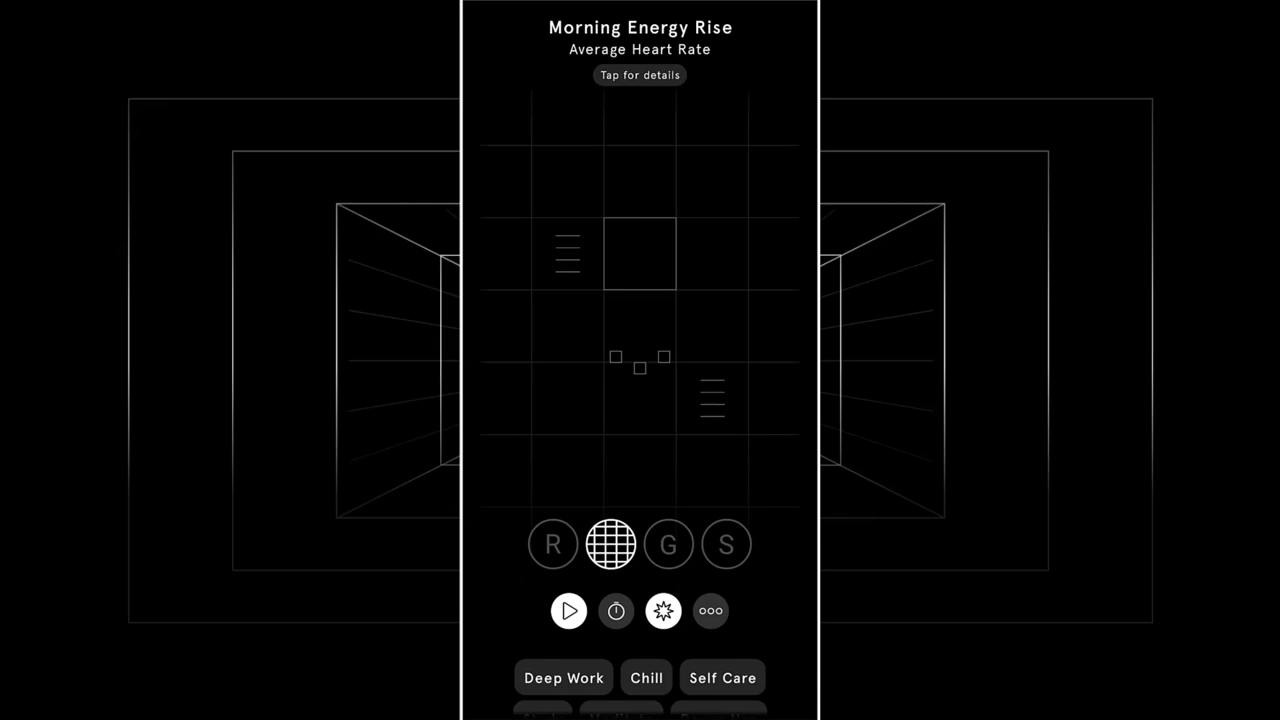 Morning Energy Rise
Average Heart Rate
Tap for details
R G S
Deep Work Chill Self Care